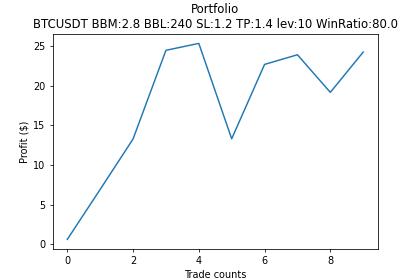 Portfolio
BTCUSDT BBM:2.8 BBL:240 SL:1.2 TP:1.4 lev:10 WinRatio:80.0
25
20
15
10
5
0
Profit ($)
0 2 4 6 8
Trade counts